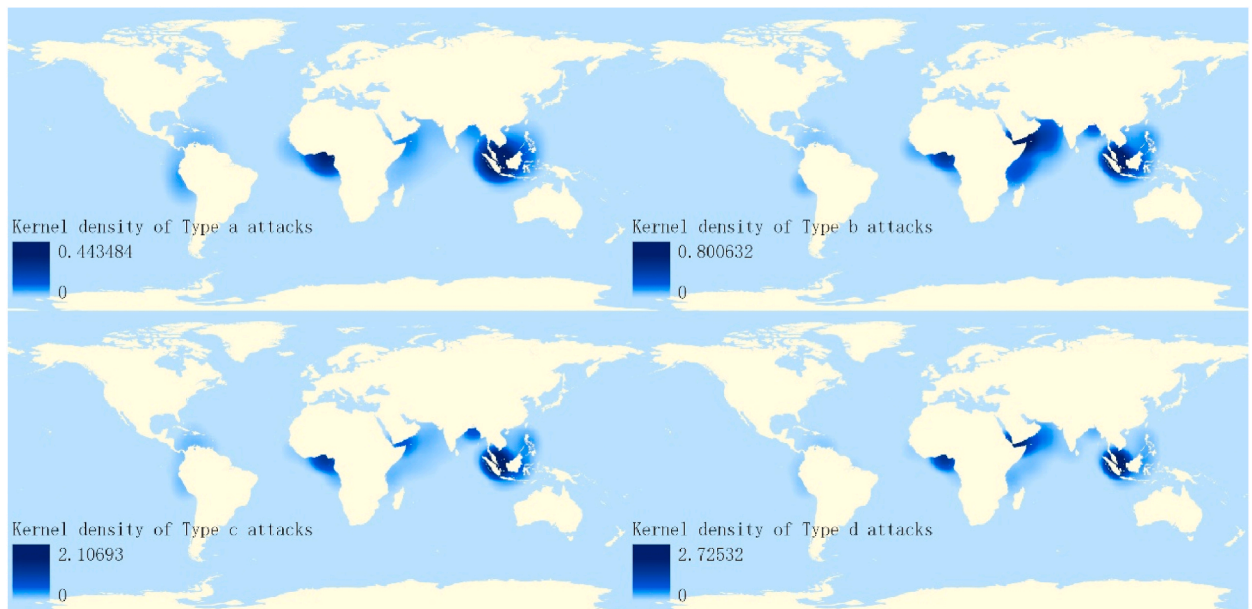 Kernel density of Type a attacks
0.443484
0
Kernel density of Type b attacks
0.800632
0
Kernel density of Type c attacks
2.10693
0
Kernel density of Type d attacks
2.72532
0